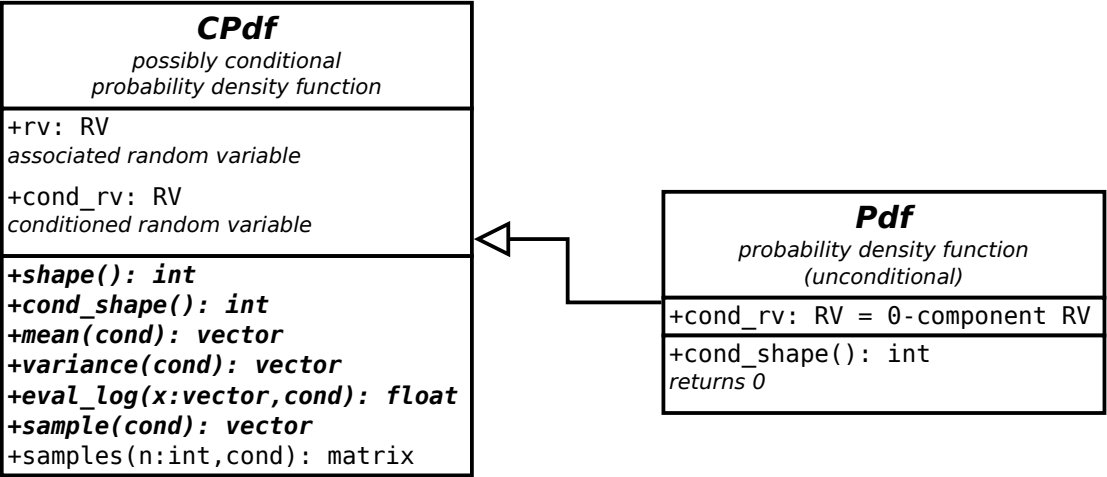 CPdf
possibly conditional
probability density function
+rv: RV
associated random variable
+cond_rv: RV
conditioned random variable
+shape(): int
+cond_shape(): int
+mean(cond): vector
+variance(cond): vector
+eval_log(x:vector,cond): float
+sample(cond): vector
+samples(n:int,cond): matrix
Pdf
probability density function
(unconditional)
+cond_rv: RV = 0-component RV
+cond_shape(): int
returns 0